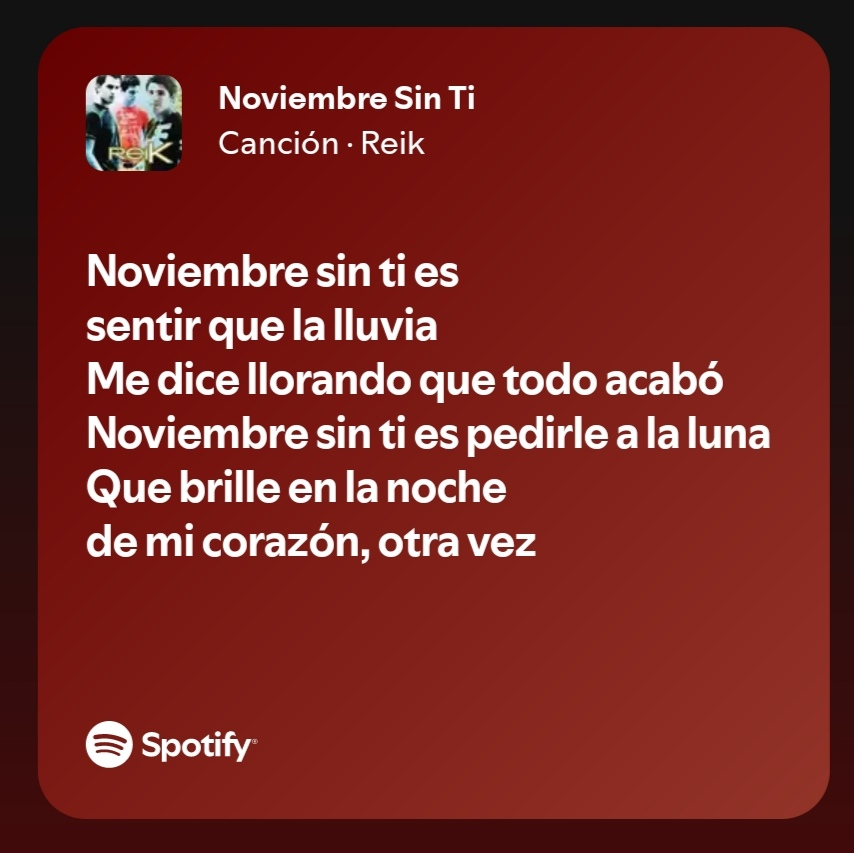 Noviembre Sin Ti
Canción · Reik
REIK
Noviembre sin ti es
sentir que la lluvia
Me dice llorando que todo acabó
Noviembre sin ti es pedirle a la luna
Que brille en la noche
de mi corazón, otra vez
Spotify®